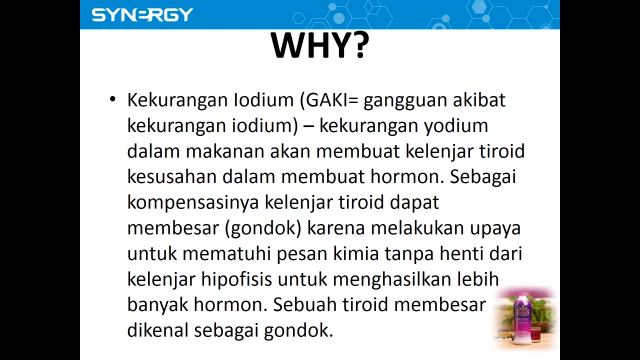 SYNERGY
WHY?
• Kekurangan Iodium (GAKI= gangguan akibat
kekurangan iodium) – kekurangan yodium
dalam makanan akan membuat kelenjar tiroid
kesusahan dalam membuat hormon. Sebagai
kompensasinya kelenjar tiroid dapat
membesar (gondok) karena melakukan upaya
untuk mematuhi pesan kimia tanpa henti dari
kelenjar hipofisis untuk menghasilkan lebih
banyak hormon. Sebuah tiroid membesar
dikenal sebagai gondok.